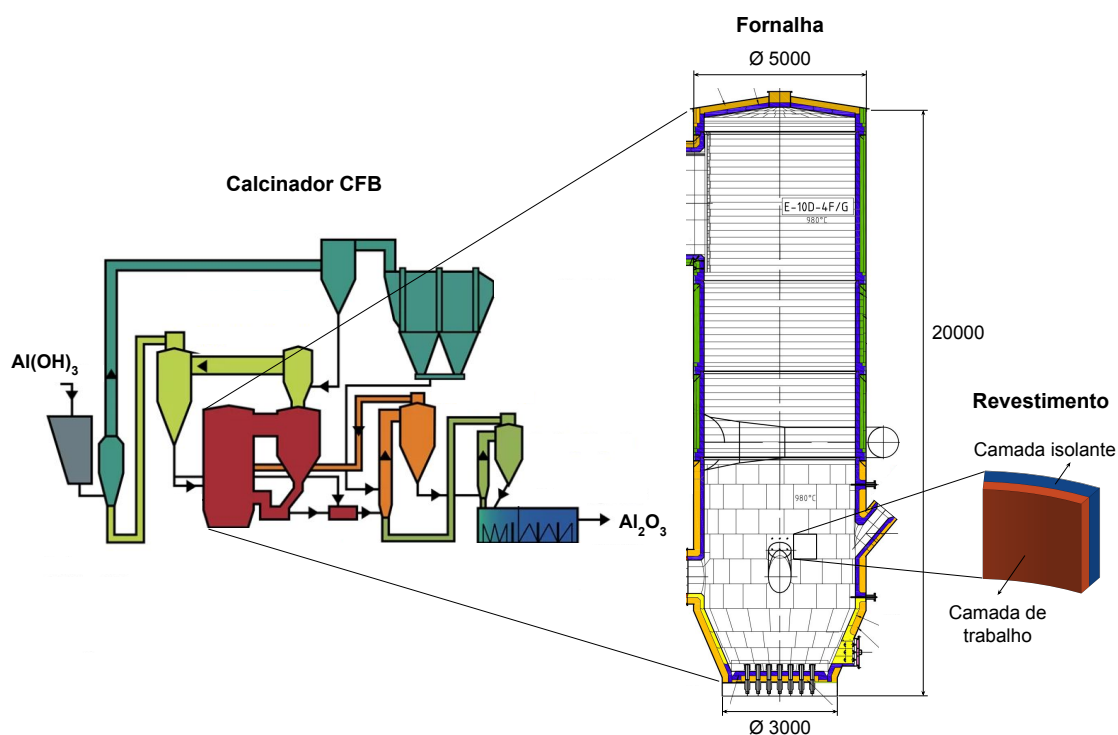 Fornalha
Ø 5000
Calcinador CFB
E-10D-4F/G
980°C
Al(OH)₃
20000
Revestimento
Camada isolante
980°C
Al₂O₃
Camada de
trabalho
Ø 3000